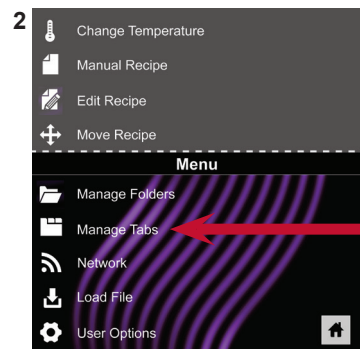 2
Change Temperature
Manual Recipe
Edit Recipe
Move Recipe
Menu
Manage Folders
Manage Tabs
Network
Load File
User Options